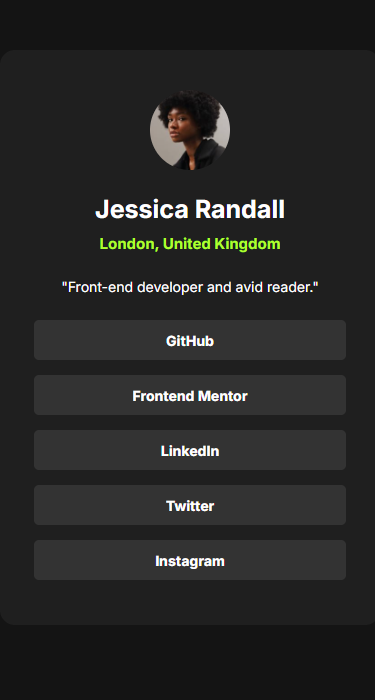 Jessica Randall
London, United Kingdom
"Front-end developer and avid reader."
GitHub
Frontend Mentor
LinkedIn
Twitter
Instagram